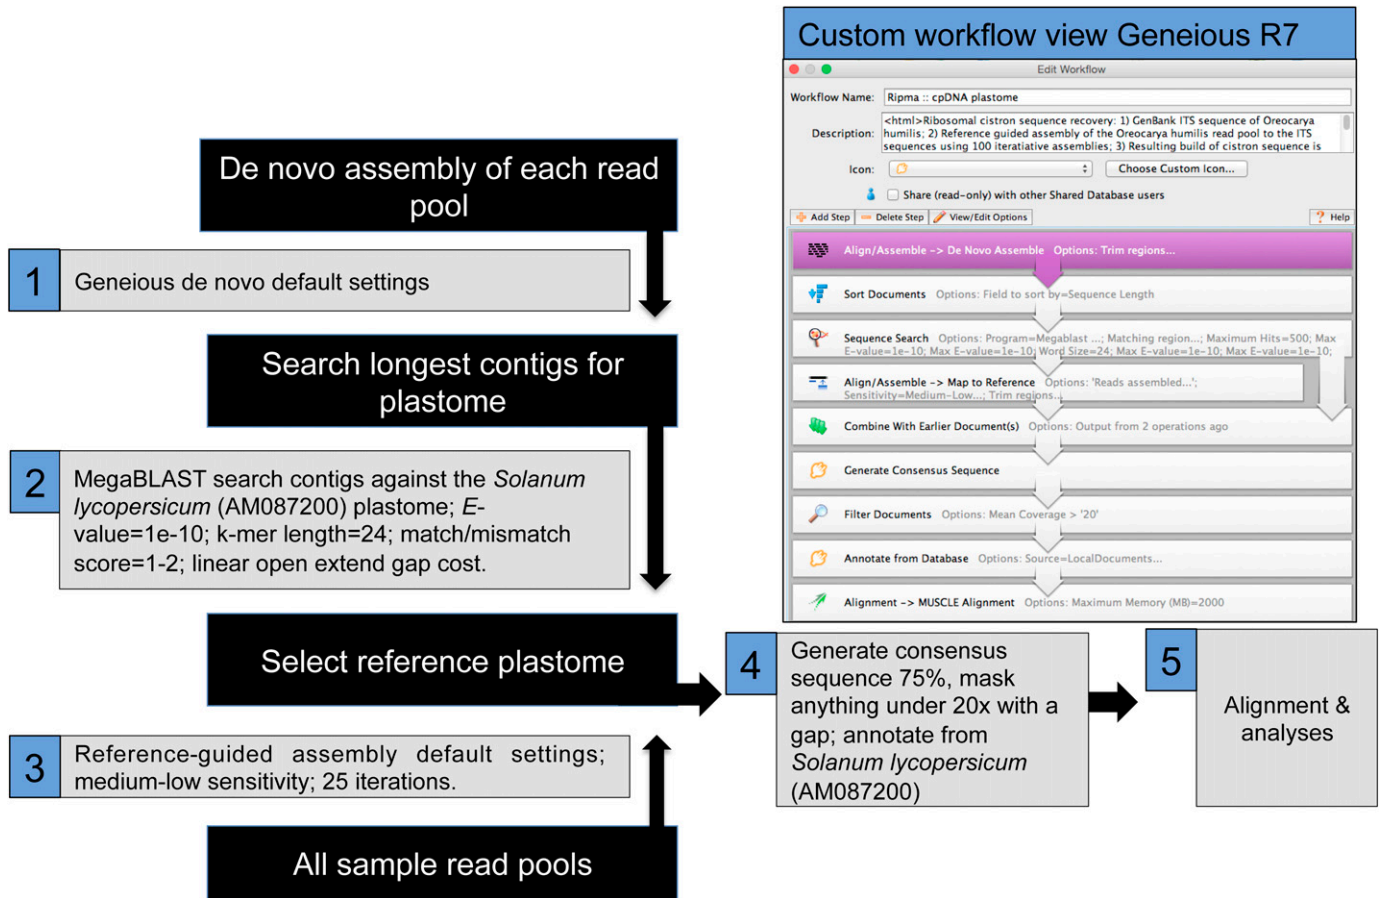 Custom workflow view Geneious R7
Edit Workflow
Workflow Name: Ripma :: cpDNA plastome
Description: <html>Ribosomal cistron sequence recovery: 1) GenBank ITS sequence of Oreocarya
humilis; 2) Reference guided assembly of the Oreocarya humilis read pool to the ITS
sequences using 100 iteratiative assemblies; 3) Resulting build of cistron sequence is
Icon: Choose Custom Icon...
Share (read-only) with other Shared Database users
Add Step Delete Step View/Edit Options Help
Align/Assemble -> De Novo Assemble Options: Trim regions...
Sort Documents Options: Field to sort by=Sequence Length
Sequence Search Options: Program=Megablast ...; Matching region...; Maximum Hits=500; Max
E-value=1e-10; Max E-value=1e-10; Word Size=24; Max E-value=1e-10; Max E-value=1e-10;
Align/Assemble -> Map to Reference Options: 'Reads assembled...';
Sensitivity=Medium-Low...; Trim regions...
Combine With Earlier Document(s) Options: Output from 2 operations ago
Generate Consensus Sequence
Filter Documents Options: Mean Coverage > '20'
Annotate from Database Options: Source=LocalDocuments...
Alignment -> MUSCLE Alignment Options: Maximum Memory (MB)=2000
De novo assembly of each read
pool
1
Geneious de novo default settings
Search longest contigs for
plastome
2
MegaBLAST search contigs against the Solanum
lycopersicum (AM087200) plastome; E-
value=1e-10; k-mer length=24; match/mismatch
score=1-2; linear open extend gap cost.
Select reference plastome
3
Reference-guided assembly default settings;
medium-low sensitivity; 25 iterations.
All sample read pools
4
Generate consensus
sequence 75%, mask
anything under 20x with a
gap; annotate from
Solanum lycopersicum
(AM087200)
5
Alignment &
analyses